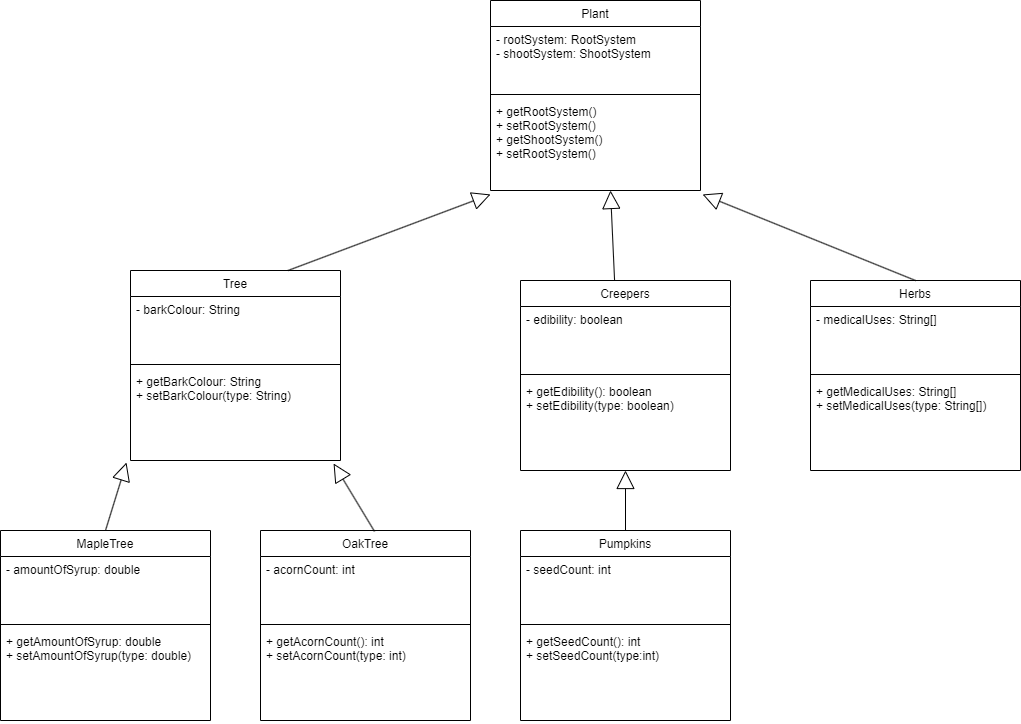 Plant
- rootSystem: RootSystem
- shootSystem: ShootSystem
+ getRootSystem()
+ setRootSystem()
+ getShootSystem()
+ setRootSystem()
Tree
- barkColour: String
+ getBarkColour: String
+ setBarkColour(type: String)
Creepers
- edibility: boolean
+ getEdibility(): boolean
+ setEdibility(type: boolean)
Herbs
- medicalUses: String[]
+ getMedicalUses: String[]
+ setMedicalUses(type: String[])
MapleTree
- amountOfSyrup: double
+ getAmountOfSyrup: double
+ setAmountOfSyrup(type: double)
OakTree
- acornCount: int
+ getAcornCount(): int
+ setAcornCount(type: int)
Pumpkins
- seedCount: int
+ getSeedCount(): int
+ setSeedCount(type:int)